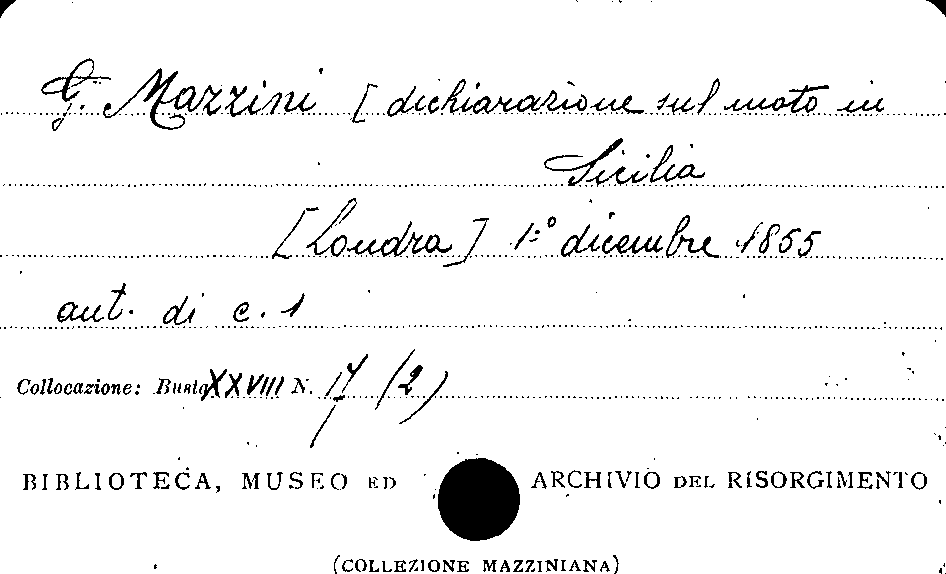 G. Mazzini [dichiarazione sul moto in
Sicilia
[Londra] 1º dicembre 1855
aut. di c. 1
Collocazione: Busta XXVIII N. 17 (2)
BIBLIOTECA, MUSEO ED ARCHIVIO DEL RISORGIMENTO
(COLLEZIONE MAZZINIANA)